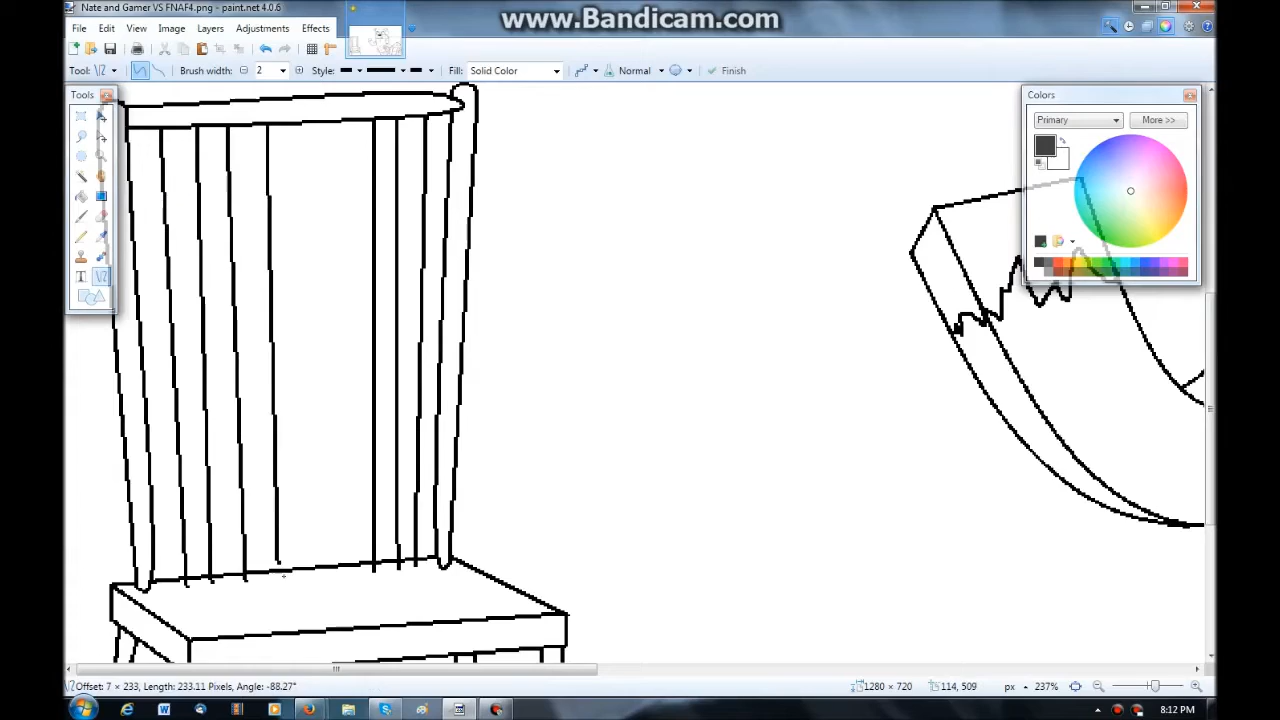 Nate and Gamer VS FNAF4.png - paint.net 4.0.6
www.Bandicam.com
File Edit View Image Layers Adjustments Effects
Tool: Brush width: 2 Style: Fill: Solid Color Normal Finish
Tools
Colors
Primary More >>
Offset: 7 × 233, Length: 233.11 Pixels, Angle: -88.27° 1280 × 720 114, 509 px 237%
8:12 PM